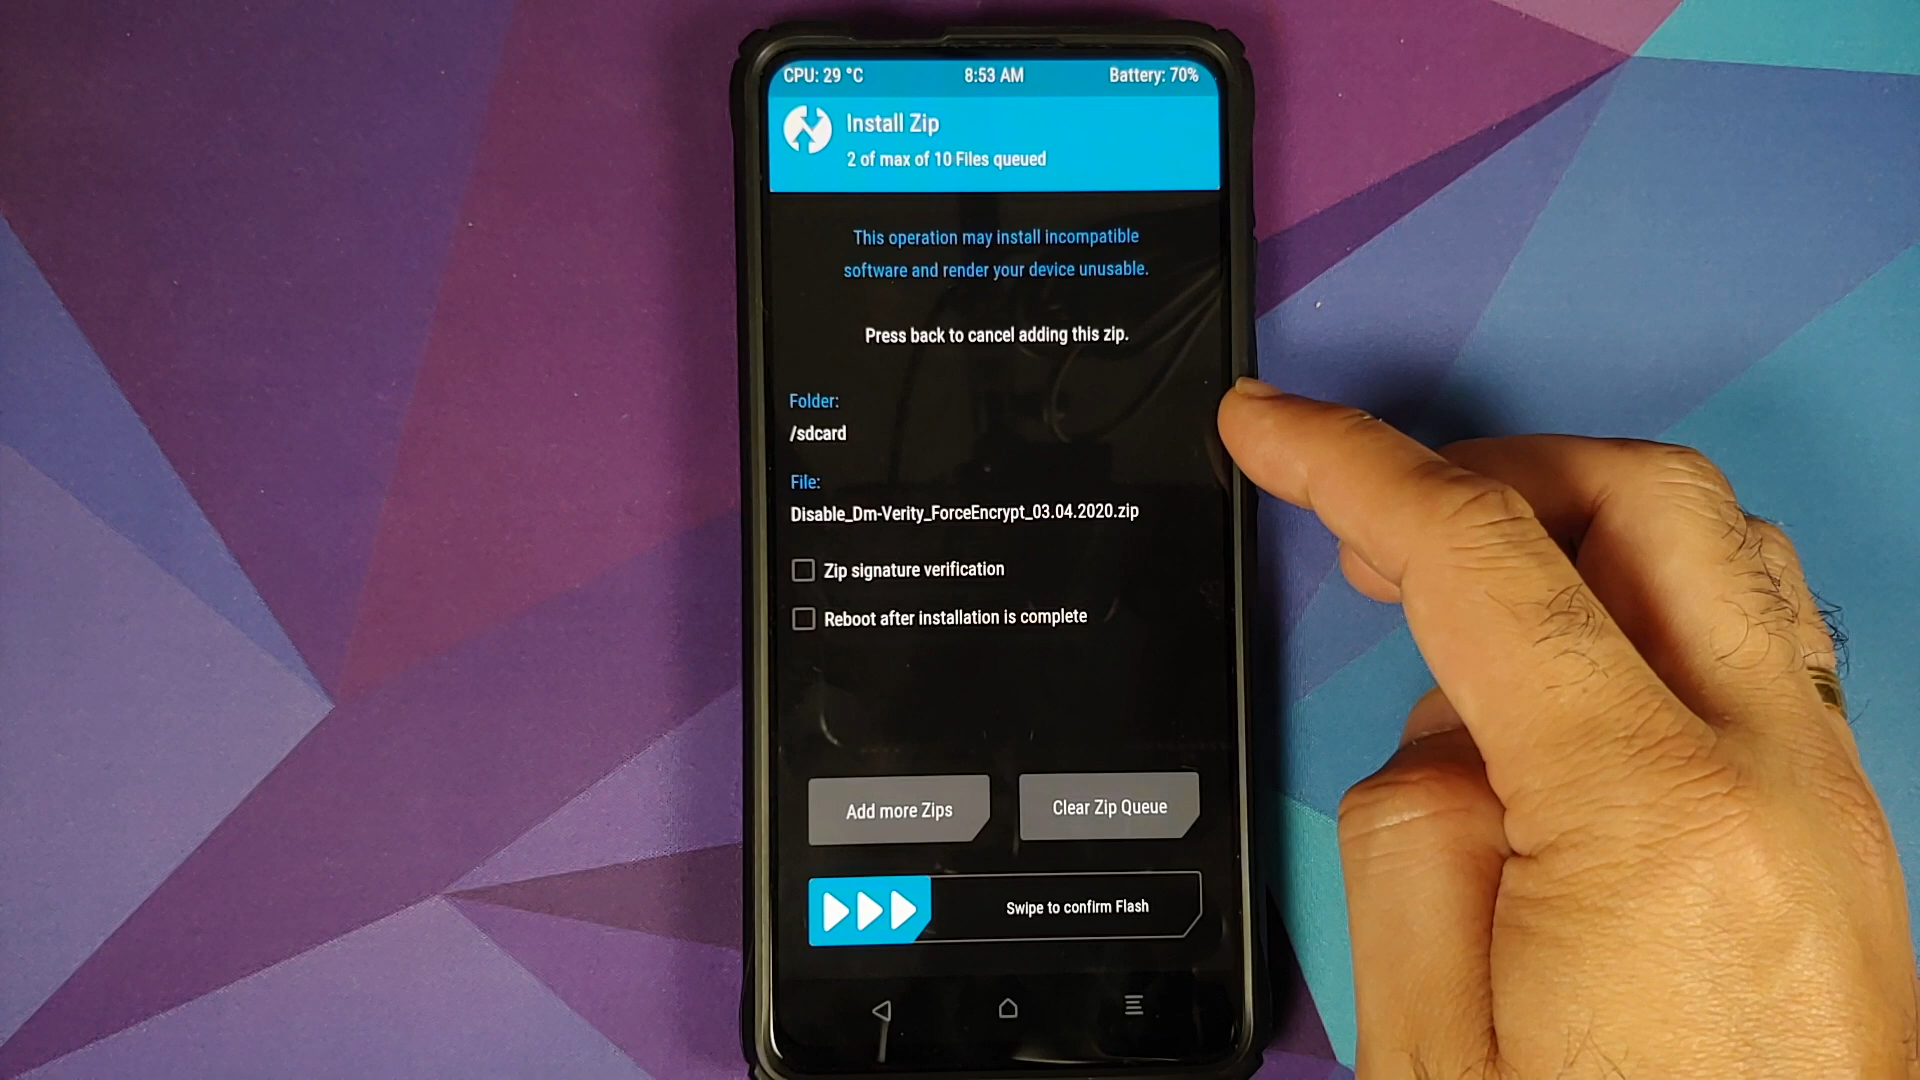 CPU: 29 °C 8:53 AM Battery: 70%
Install Zip
2 of max of 10 Files queued
This operation may install incompatible
software and render your device unusable.
Press back to cancel adding this zip.
Folder:
/sdcard
File:
Disable_Dm-Verity_ForceEncrypt_03.04.2020.zip
Zip signature verification
Reboot after installation is complete
Add more Zips Clear Zip Queue
Swipe to confirm Flash